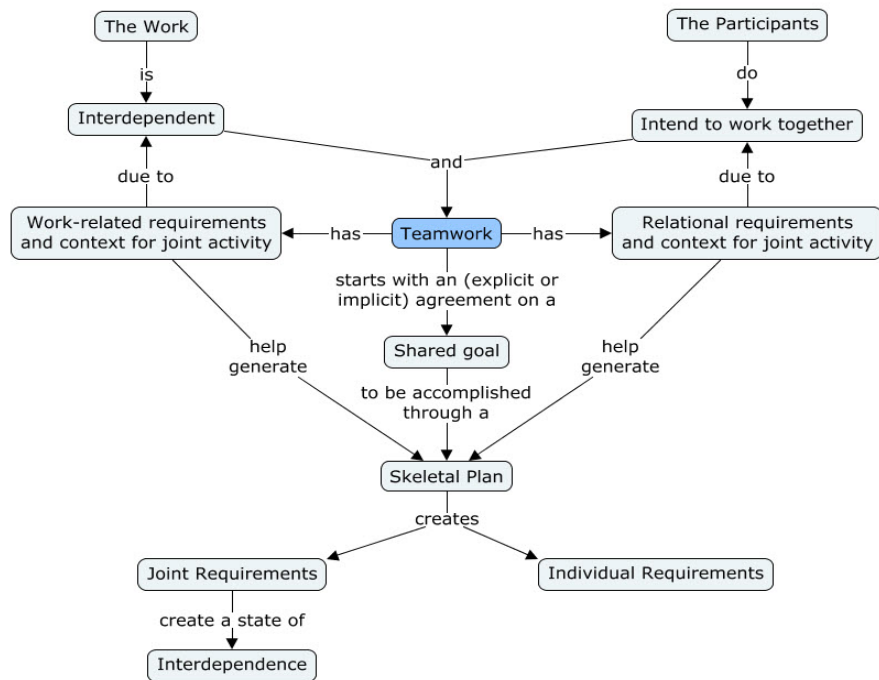 The Work
The Participants
is
do
Interdependent
Intend to work together
and
due to
due to
Work-related requirements
and context for joint activity
has
Teamwork
has
Relational requirements
and context for joint activity
starts with an (explicit or
implicit) agreement on a
help
generate
Shared goal
help
generate
to be accomplished
through a
Skeletal Plan
creates
Joint Requirements
Individual Requirements
create a state of
Interdependence